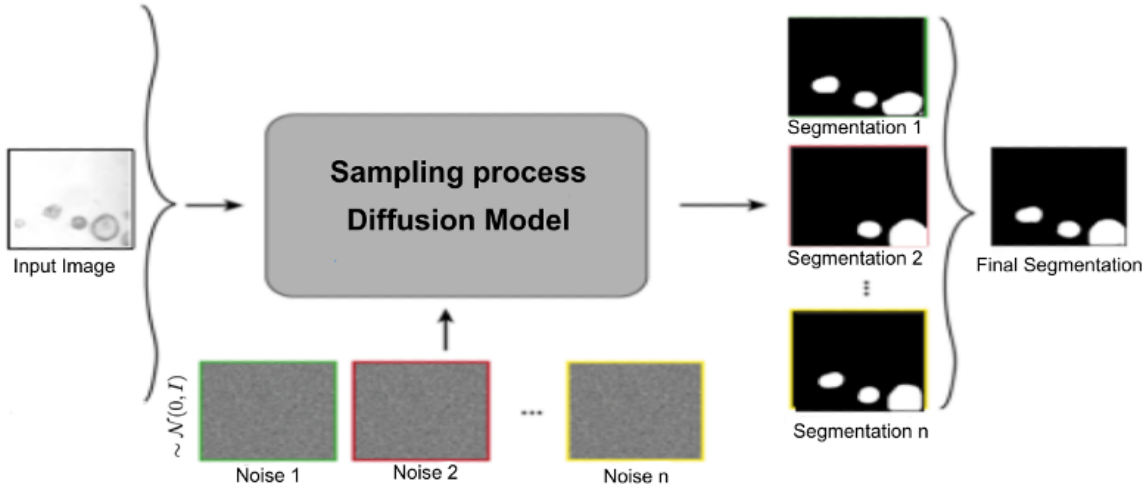 Input Image
Sampling process
Diffusion Model
∼ 𝒩(0, I)
Noise 1
Noise 2
...
Noise n
Segmentation 1
Segmentation 2
...
Segmentation n
Final Segmentation